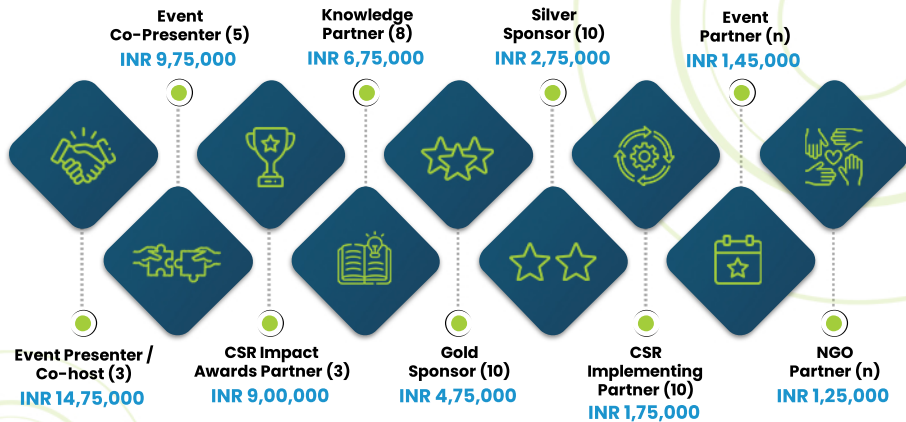 Event
Co-Presenter (5)
INR 9,75,000
Knowledge
Partner (8)
INR 6,75,000
Silver
Sponsor (10)
INR 2,75,000
Event
Partner (n)
INR 1,45,000
Event Presenter /
Co-host (3)
INR 14,75,000
CSR Impact
Awards Partner (3)
INR 9,00,000
Gold
Sponsor (10)
INR 4,75,000
CSR
Implementing
Partner (10)
INR 1,75,000
NGO
Partner (n)
INR 1,25,000